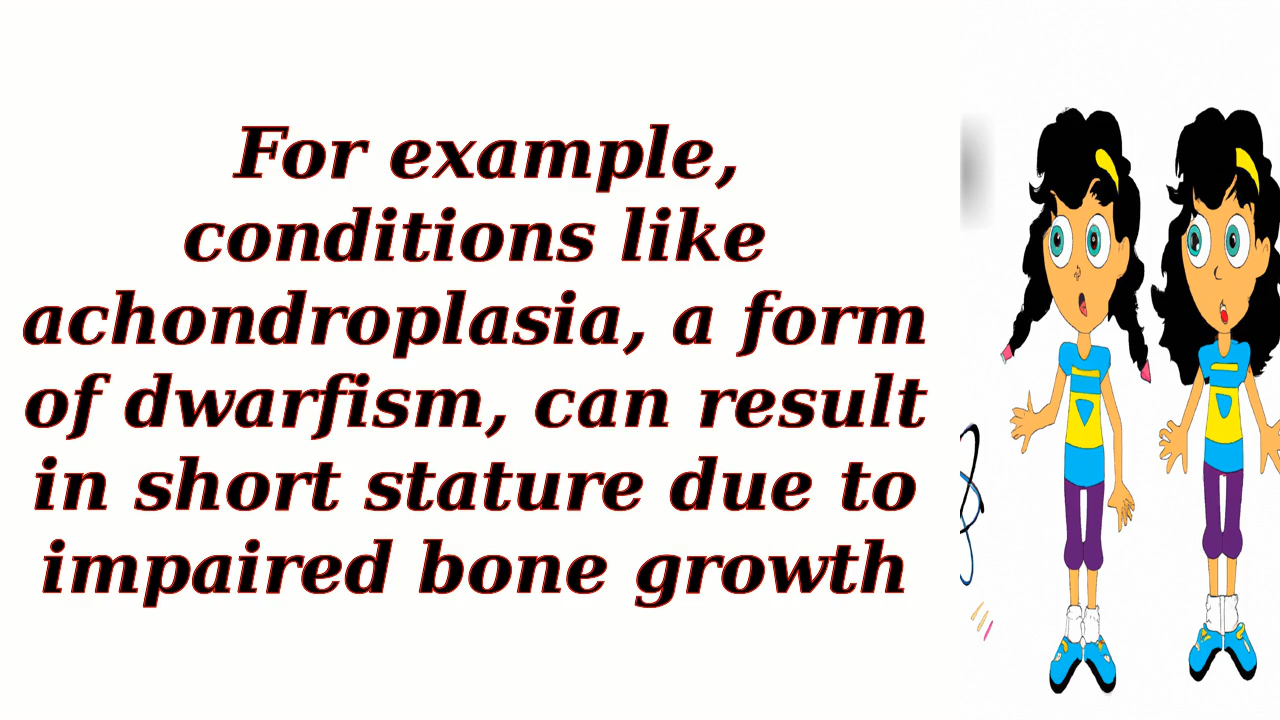 For example,
conditions like
achondroplasia, a form
of dwarfism, can result
in short stature due to
impaired bone growth